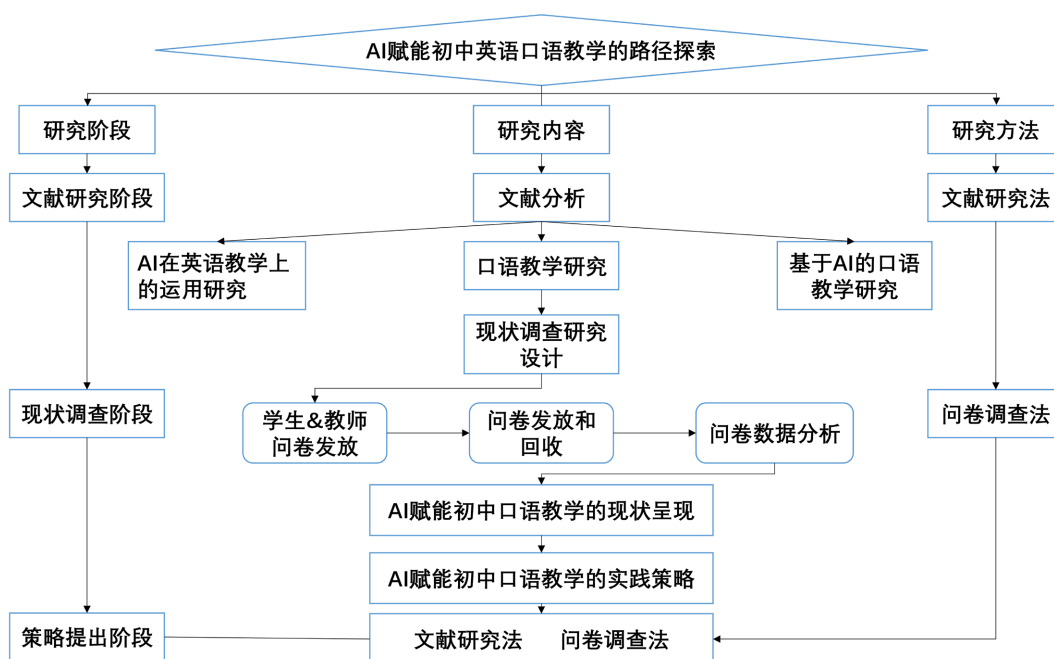 AI赋能初中英语口语教学的路径探索
研究阶段
研究内容
研究方法
文献研究阶段
文献分析
文献研究法
AI在英语教学上
的运用研究
口语教学研究
基于AI的口语
教学研究
现状调查研究
设计
现状调查阶段
学生&教师
问卷发放
问卷发放和
回收
问卷数据分析
问卷调查法
AI赋能初中口语教学的现状呈现
AI赋能初中口语教学的实践策略
策略提出阶段
文献研究法 问卷调查法